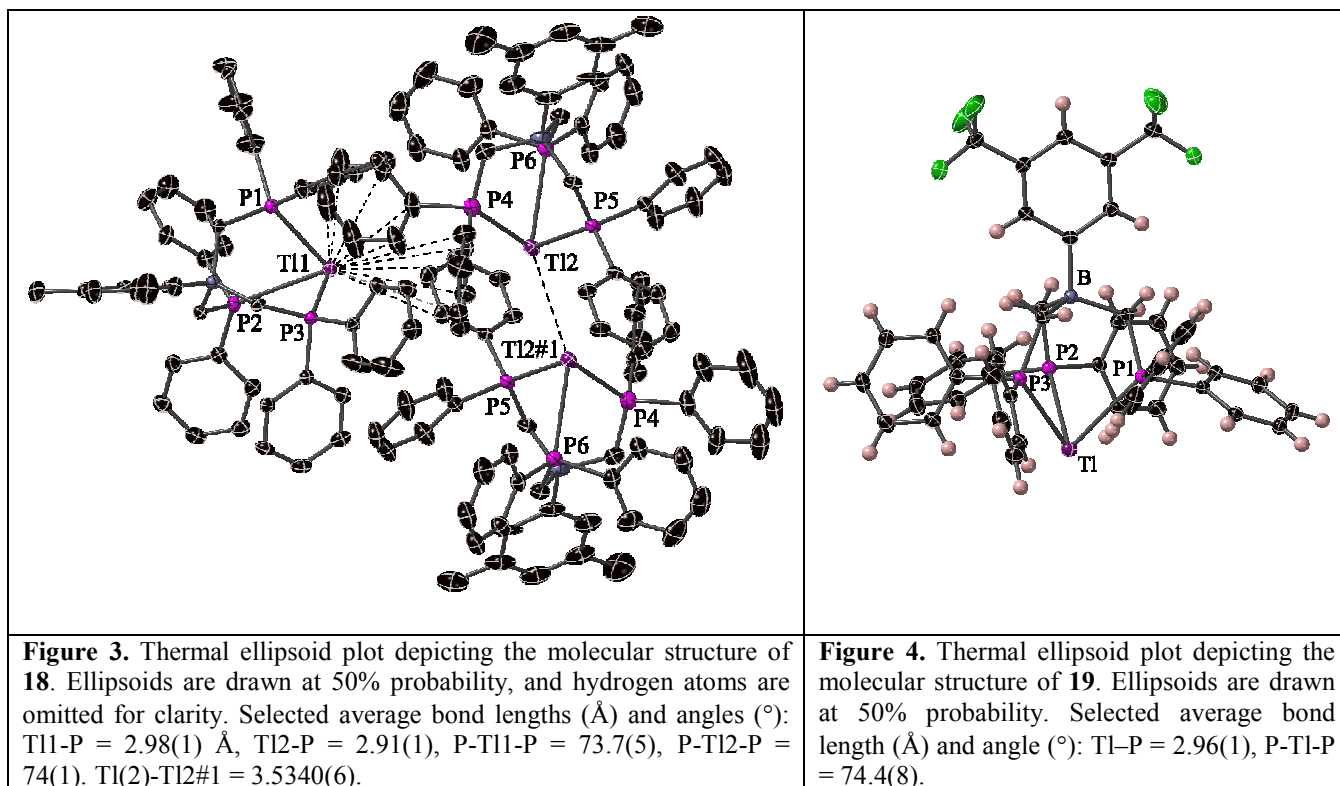 P6
P1
P4
P5
Tl1
Tl2
P2
P3
Tl2#1
P5
P4
P6
B
P2
P3
P1
Tl
Figure 3. Thermal ellipsoid plot depicting the molecular structure of
18. Ellipsoids are drawn at 50% probability, and hydrogen atoms are
omitted for clarity. Selected average bond lengths (Å) and angles (°):
Tl1-P = 2.98(1) Å, Tl2-P = 2.91(1), P-Tl1-P = 73.7(5), P-Tl2-P =
74(1). Tl(2)-Tl2#1 = 3.5340(6).
Figure 4. Thermal ellipsoid plot depicting the
molecular structure of 19. Ellipsoids are drawn
at 50% probability. Selected average bond
length (Å) and angle (°): Tl–P = 2.96(1), P-Tl-P
= 74.4(8).